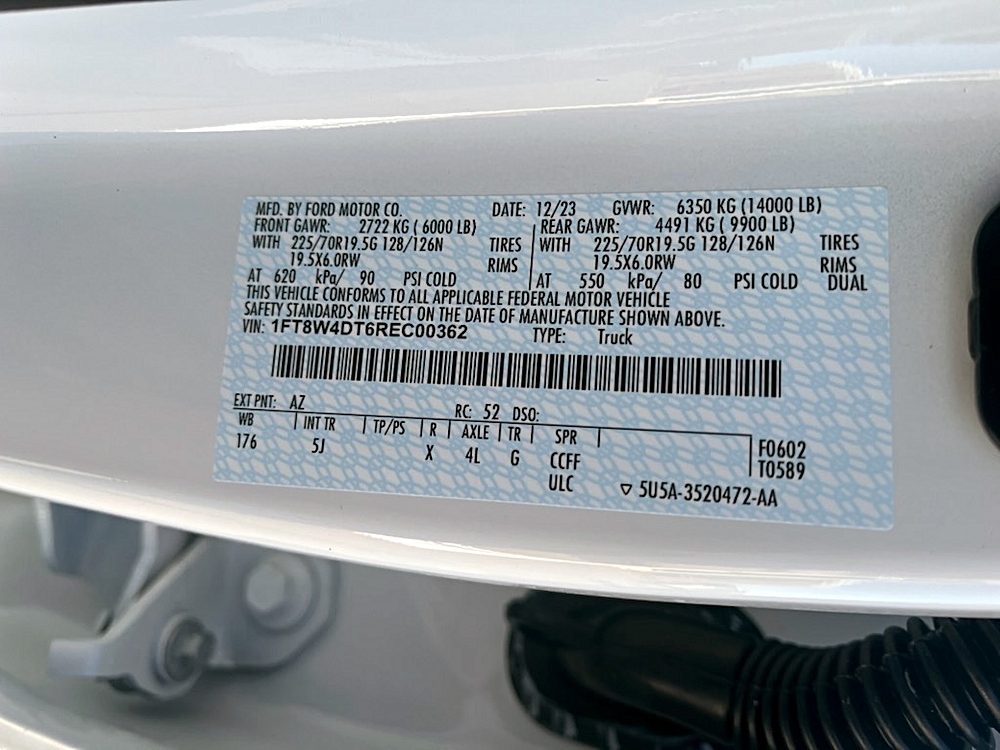 MFD. BY FORD MOTOR CO. DATE: 12/23 GVWR: 6350 KG (14000 LB)
FRONT GAWR: 2722 KG ( 6000 LB) REAR GAWR: 4491 KG ( 9900 LB)
WITH 225/70R19.5G 128/126N TIRES WITH 225/70R19.5G 128/126N TIRES
19.5X6.0RW RIMS 19.5X6.0RW RIMS
AT 620 kPa/ 90 PSI COLD AT 550 kPa/ 80 PSI COLD DUAL
THIS VEHICLE CONFORMS TO ALL APPLICABLE FEDERAL MOTOR VEHICLE
SAFETY STANDARDS IN EFFECT ON THE DATE OF MANUFACTURE SHOWN ABOVE.
VIN: 1FT8W4DT6REC00362 TYPE: Truck
EXT PNT: AZ RC: 52 DSO:
WB INT TR TP/PS R AXLE TR SPR F0602
176 5J X 4L G CCFF T0589
ULC ▽ 5U5A-3520472-AA